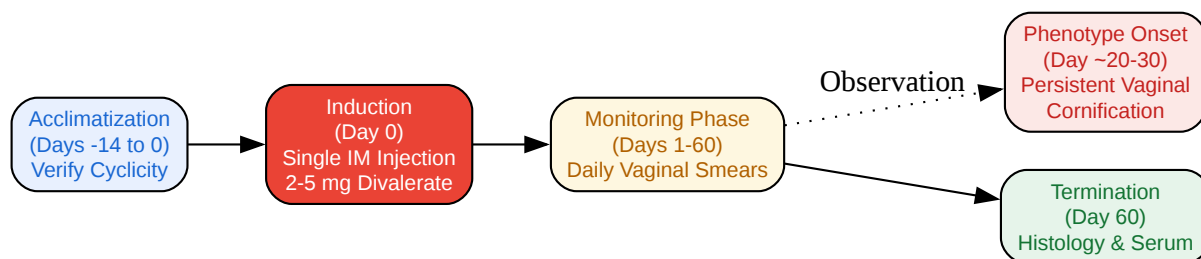 Acclimatization
(Days -14 to 0)
Verify Cyclicity
Induction
(Day 0)
Single IM Injection
2-5 mg Divalerate
Monitoring Phase
(Days 1-60)
Daily Vaginal Smears
Observation
Phenotype Onset
(Day ~20-30)
Persistent Vaginal
Cornification
Termination
(Day 60)
Histology & Serum